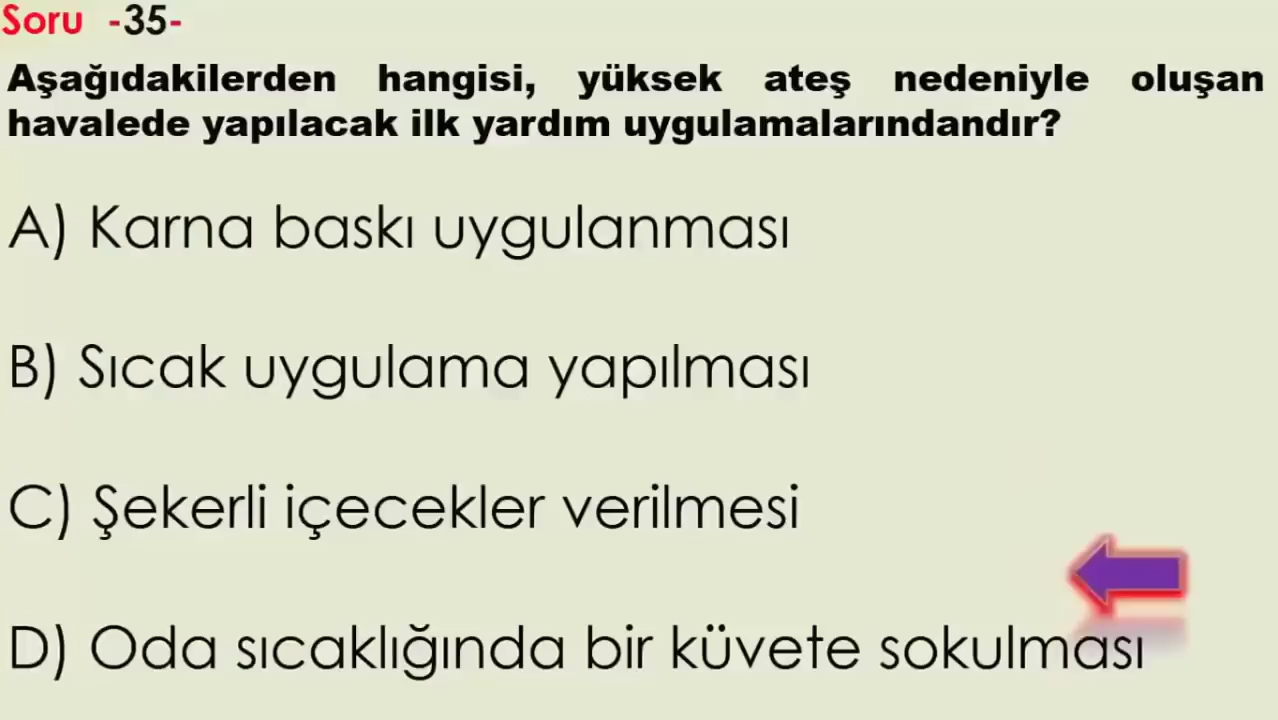 Soru -35-
Aşağıdakilerden hangisi, yüksek ateş nedeniyle oluşan
havalede yapılacak ilk yardım uygulamalarındandır?
A) Karna baskı uygulanması
B) Sıcak uygulama yapılması
C) Şekerli içecekler verilmesi
D) Oda sıcaklığında bir küvete sokulması